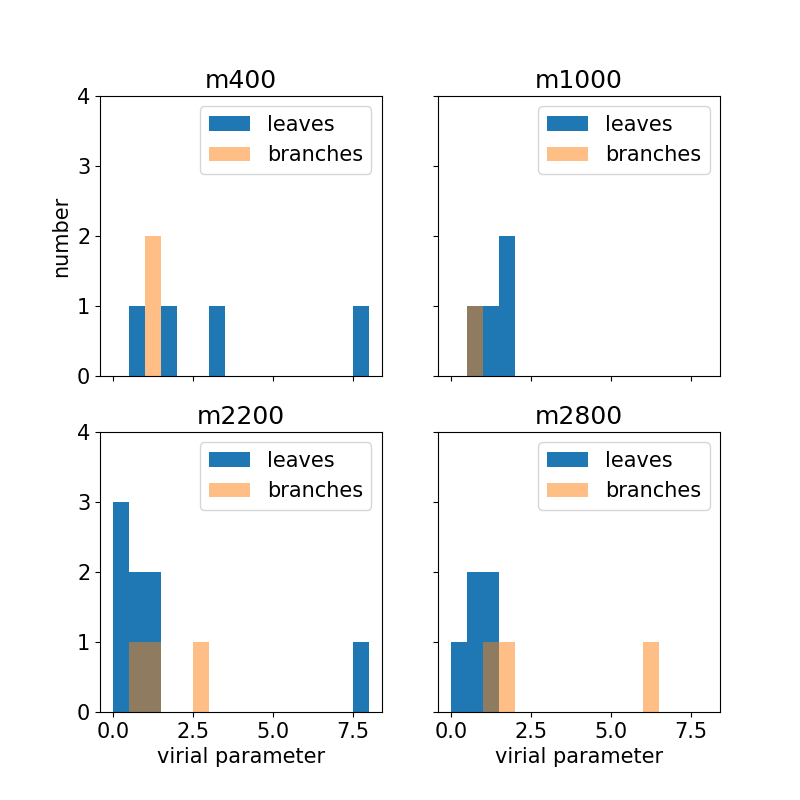 m400
m1000
4
3
2
1
0
number
leaves
branches
leaves
branches
m2200
m2800
4
3
2
1
0
leaves
branches
leaves
branches
0.0 2.5 5.0 7.5
0.0 2.5 5.0 7.5
virial parameter
virial parameter